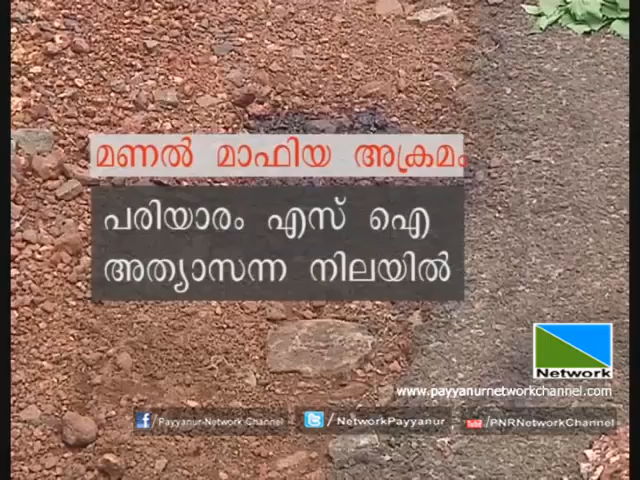 മണൽ മാഫിയ അക്രമം
പരിയാരം എസ് ഐ
അത്യാസന്ന നിലയിൽ
Network
www.payyanurnetworkchannel.com
/Payyanur-Network-Channel
/NetworkPayyanur
/PNRNetworkChannel